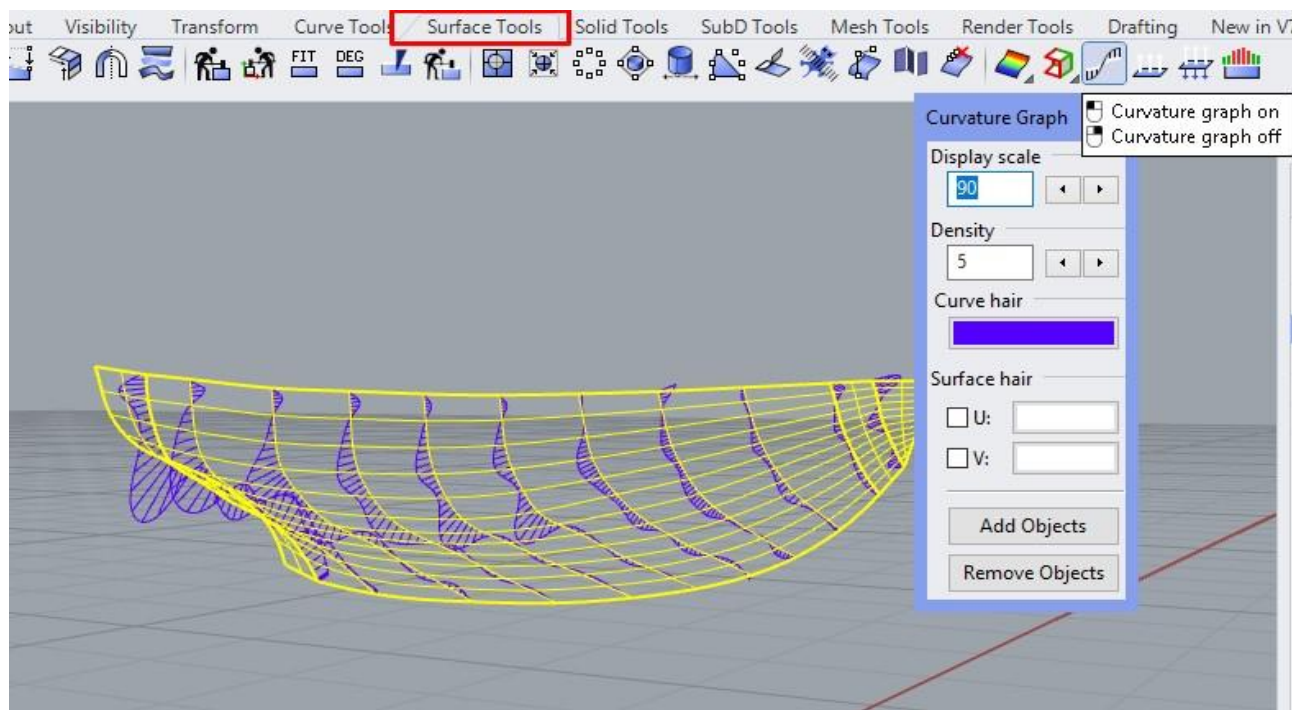 out Visibility Transform Curve Tools Surface Tools Solid Tools SubD Tools Mesh Tools Render Tools Drafting New in V7
FIT DEG
Curvature Graph
Curvature graph on
Curvature graph off
Display scale
90
Density
5
Curve hair
Surface hair
U:
V:
Add Objects
Remove Objects